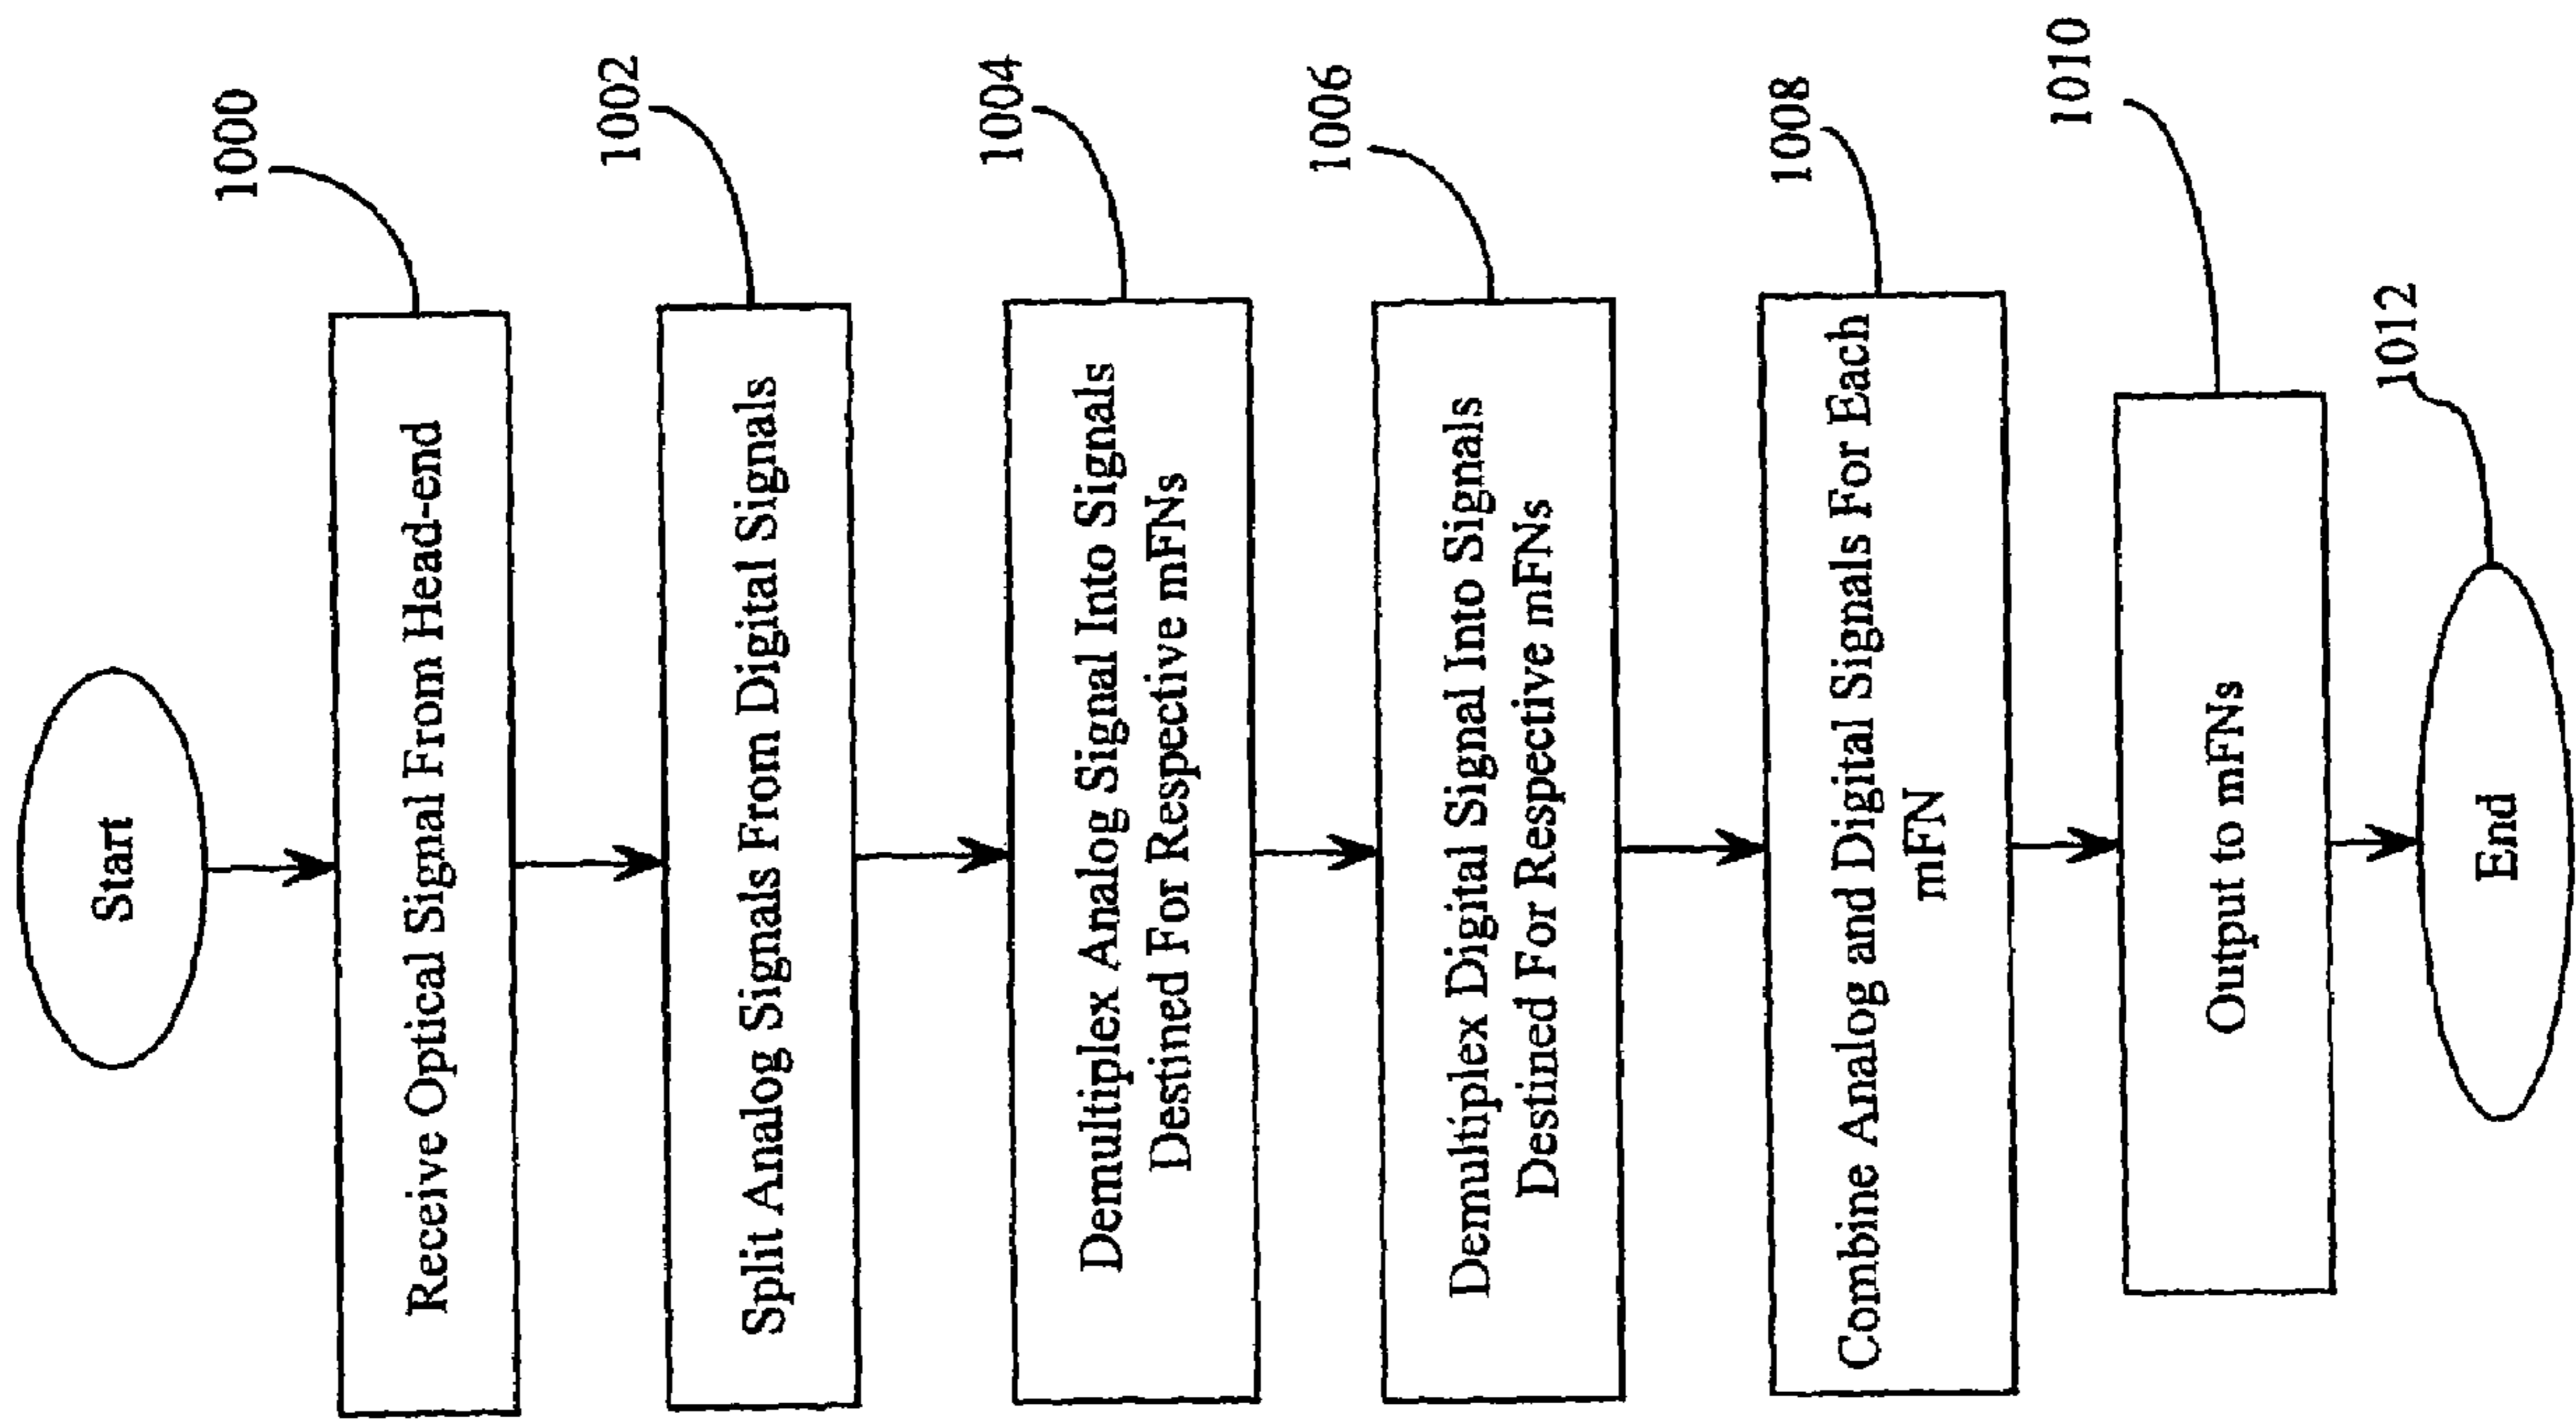 Start
1000
Receive Optical Signal From Head-end
1002
Split Analog Signals From Digital Signals
1004
Demultiplex Analog Signal Into Signals
Destined For Respective mFNs
1006
Demultiplex Digital Signal Into Signals
Destined For Respective mFNs
1008
Combine Analog and Digital Signals For Each
mFN
1010
Output to mFNs
1012
End